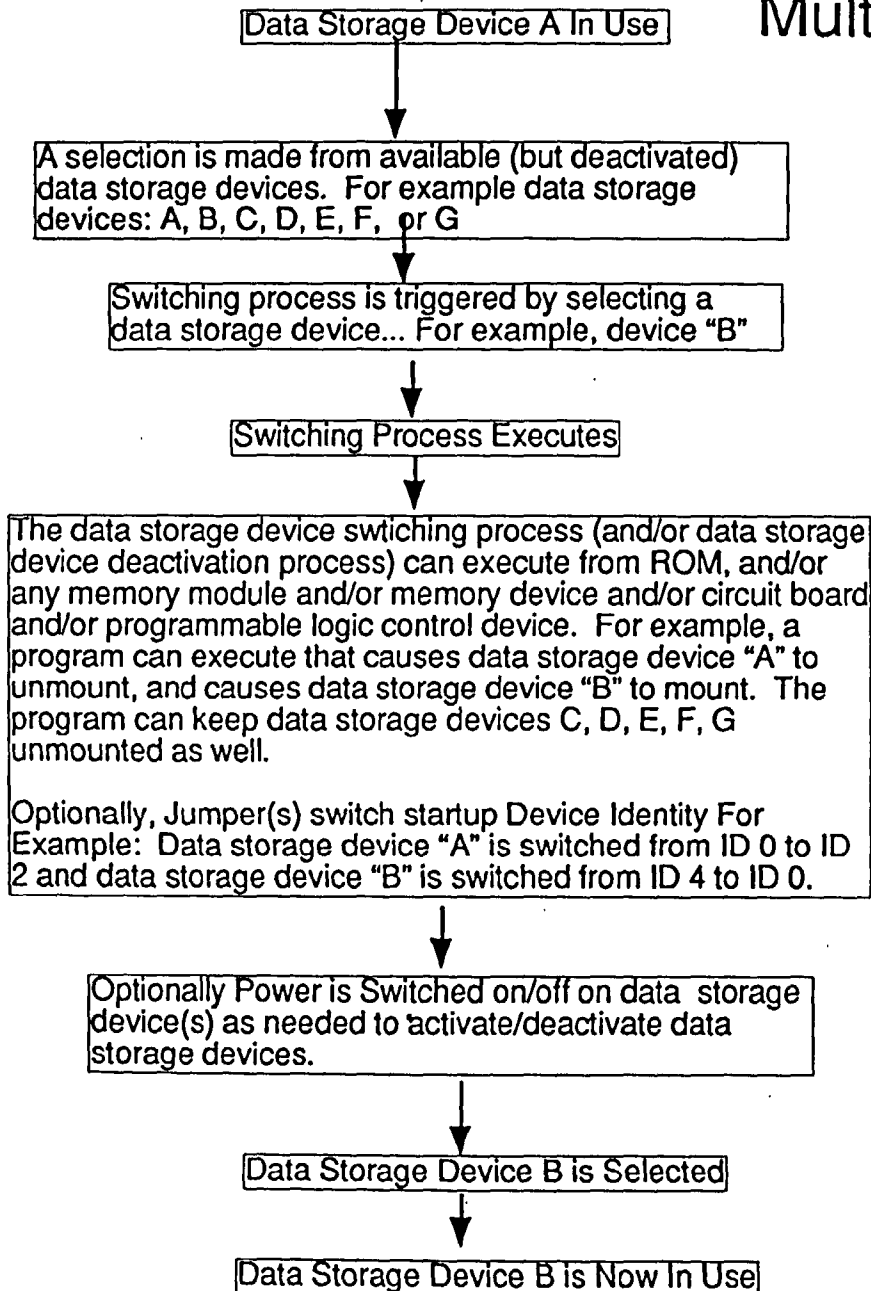 Mult
Data Storage Device A In Use
A selection is made from available (but deactivated)
data storage devices. For example data storage
devices: A, B, C, D, E, F, or G
Switching process is triggered by selecting a
data storage device... For example, device "B"
Switching Process Executes
The data storage device swtiching process (and/or data storage
device deactivation process) can execute from ROM, and/or
any memory module and/or memory device and/or circuit board
and/or programmable logic control device. For example, a
program can execute that causes data storage device "A" to
unmount, and causes data storage device "B" to mount. The
program can keep data storage devices C, D, E, F, G
unmounted as well.
Optionally, Jumper(s) switch startup Device Identity For
Example: Data storage device "A" is switched from ID 0 to ID
2 and data storage device "B" is switched from ID 4 to ID 0.
Optionally Power is Switched on/off on data storage
device(s) as needed to activate/deactivate data
storage devices.
Data Storage Device B is Selected
Data Storage Device B is Now In Use